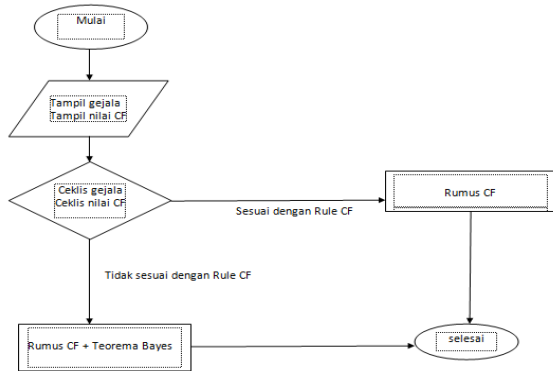 Mulai
Tampil gejala
Tampil nilai CF
Ceklis gejala
Ceklis nilai CF
Rumus CF
Sesuai dengan Rule CF
Tidak sesuai dengan Rule CF
Rumus CF + Teorema Bayes
selesai